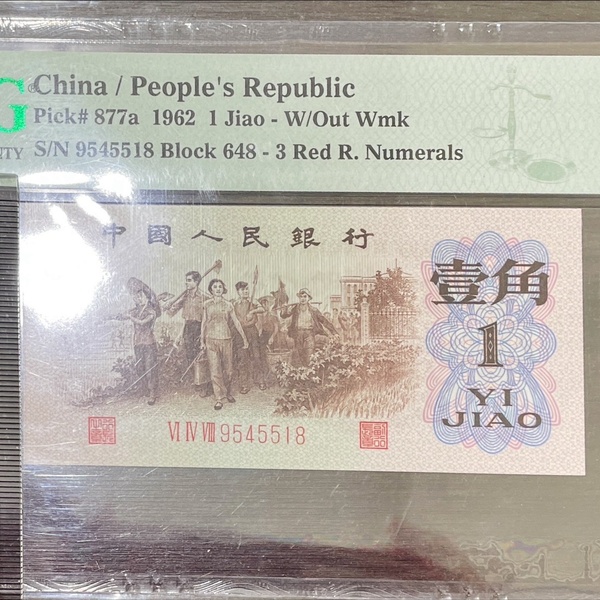 G
China / People's Republic
Pick# 877a 1962 1 Jiao - W/Out Wmk
NTY S/N 9545518 Block 648 - 3 Red R. Numerals
中國人民銀行
壹角
1
YI
JIAO
VI IV VIII 9545518